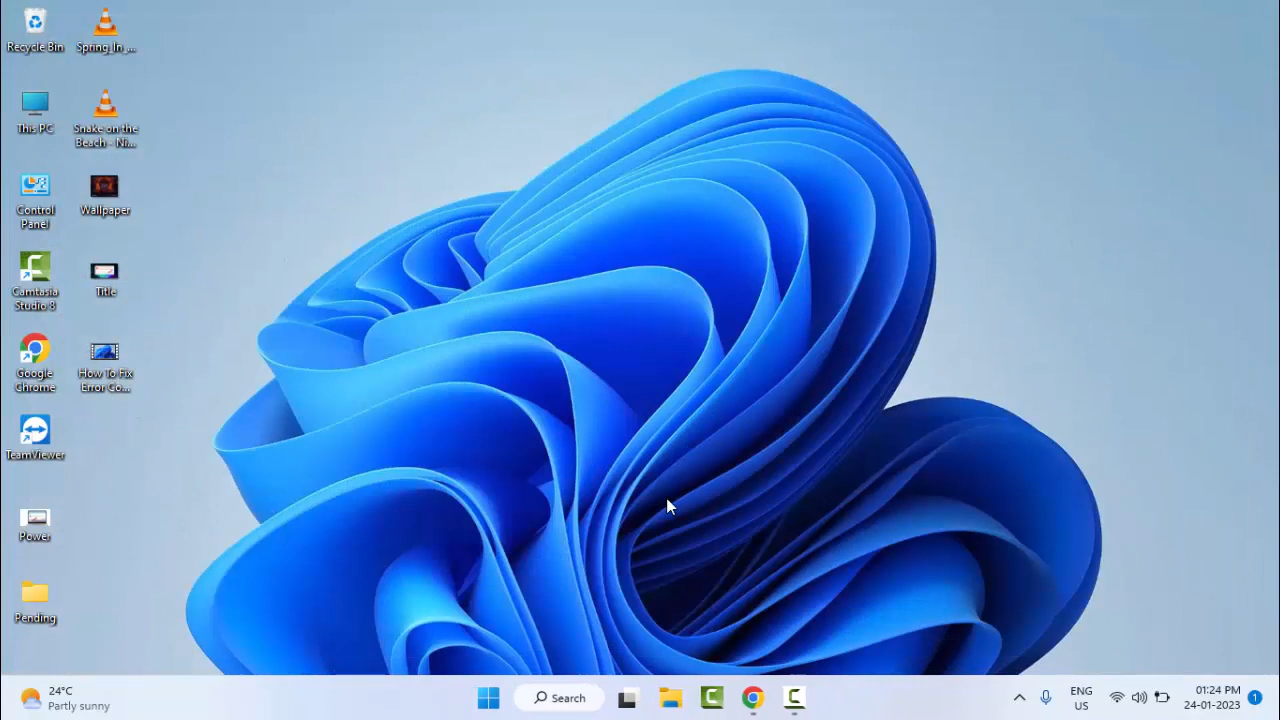 Recycle Bin
Spring_In_...
This PC
Snake on the
Beach - Ni...
Control
Panel
Wallpaper
Camtasia
Studio 8
Title
Google
Chrome
How To Fix
Error Co...
TeamViewer
Power
Pending
24°C
Partly sunny
Search
ENG
US
01:24 PM
24-01-2023
1